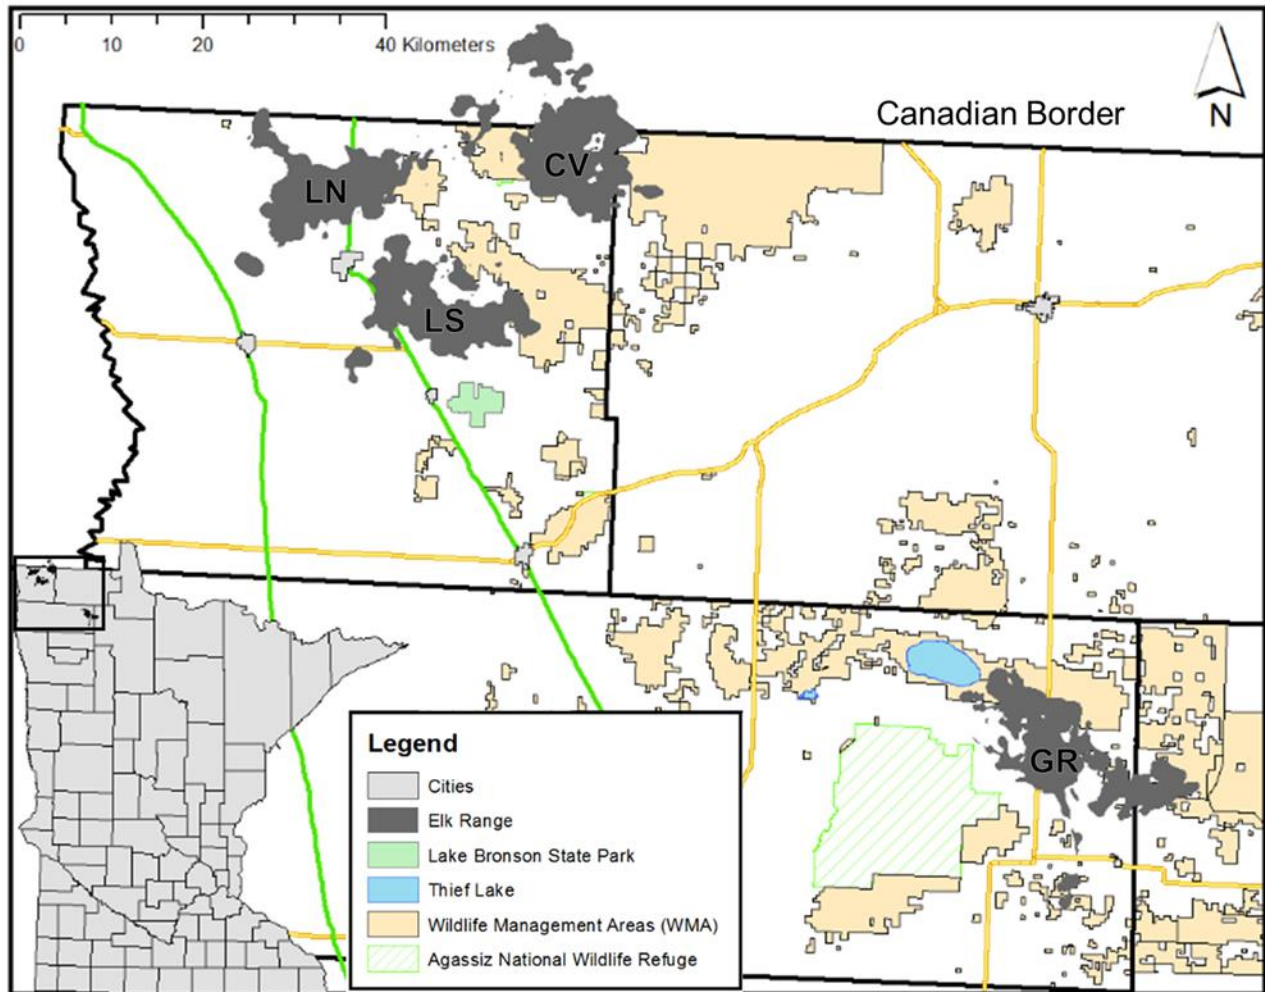 0 10 20 40 Kilometers
Canadian Border
N
CV
LN
LS
GR
Legend
Cities
Elk Range
Lake Bronson State Park
Thief Lake
Wildlife Management Areas (WMA)
Agassiz National Wildlife Refuge